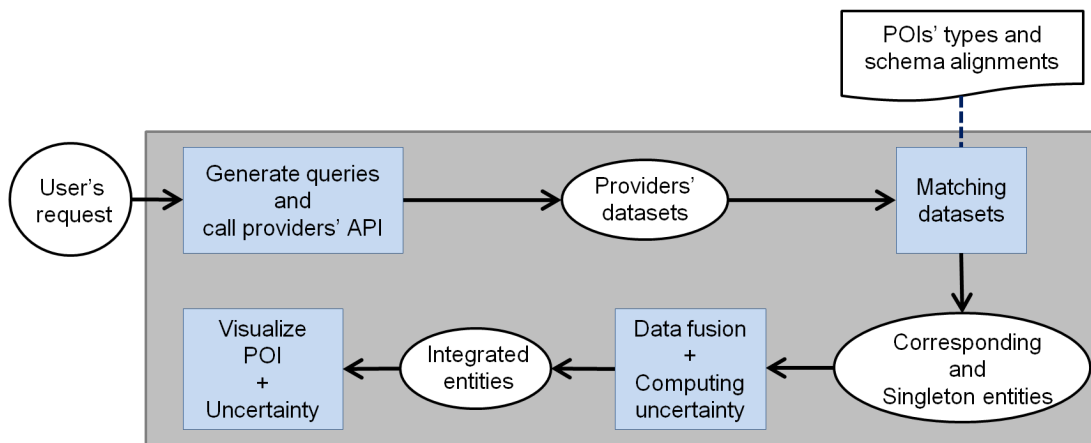 POIs' types and
schema alignments
User's
request
Generate queries
and
call providers' API
Providers'
datasets
Matching
datasets
Corresponding
and
Singleton entities
Data fusion
+
Computing
uncertainty
Integrated
entities
Visualize
POI
+
Uncertainty